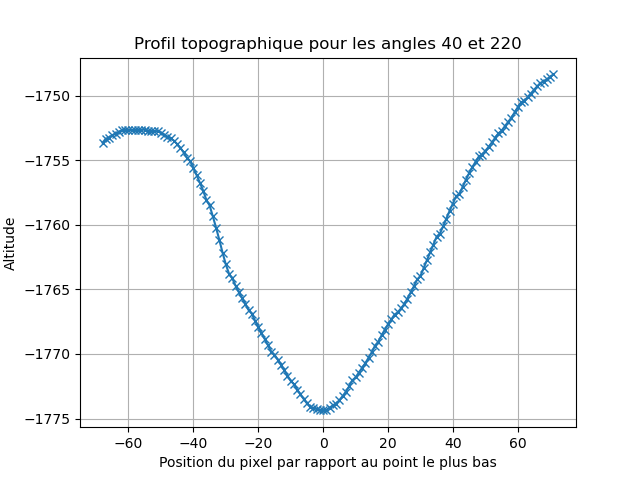 Profil topographique pour les angles 40 et 220
−1750
−1755
−1760
−1765
−1770
−1775
Altitude
−60 −40 −20 0 20 40 60
Position du pixel par rapport au point le plus bas